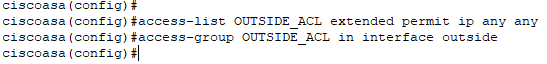 ciscoasa(config)#
ciscoasa(config)#access-list OUTSIDE_ACL extended permit ip any any
ciscoasa(config)#access-group OUTSIDE_ACL in interface outside
ciscoasa(config)#